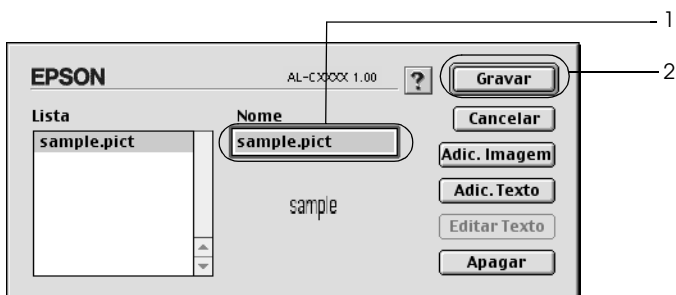 1
EPSON AL-CXXXX 1.00 ? Gravar 2
Lista Nome Cancelar
sample.pict sample.pict Adic. Imagem
Adic. Texto
sample
Editar Texto
Apagar